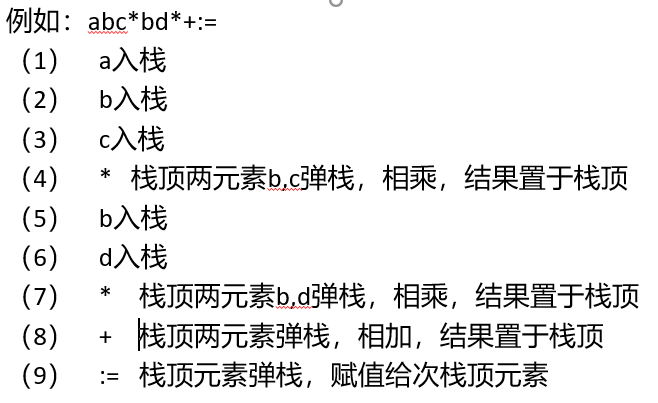 例如：abc*bd*+:=
（1） a入栈
（2） b入栈
（3） c入栈
（4） * 栈顶两元素b,c弹栈，相乘，结果置于栈顶
（5） b入栈
（6） d入栈
（7） * 栈顶两元素b,d弹栈，相乘，结果置于栈顶
（8） + 栈顶两元素弹栈，相加，结果置于栈顶
（9） := 栈顶元素弹栈，赋值给次栈顶元素